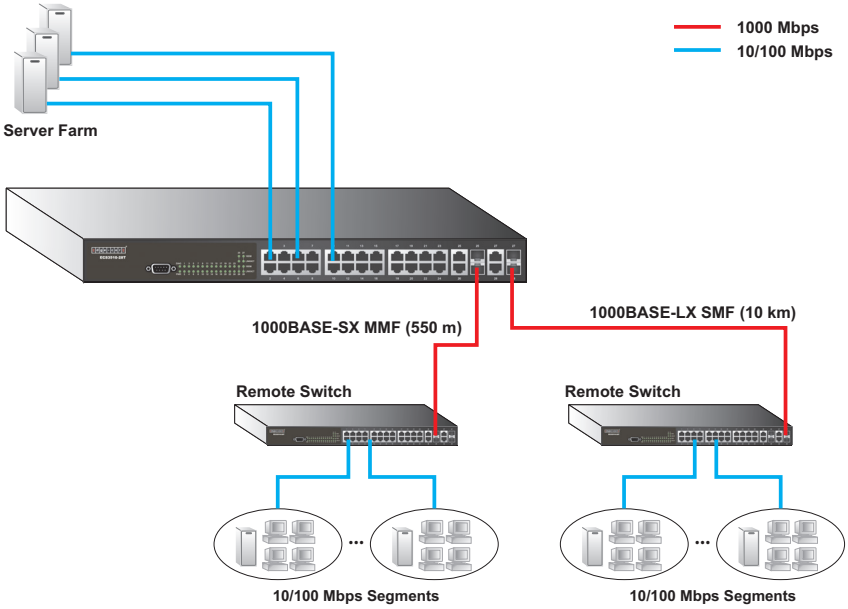 1000 Mbps
10/100 Mbps
Server Farm
1000BASE-SX MMF (550 m)
1000BASE-LX SMF (10 km)
Remote Switch
Remote Switch
...
...
10/100 Mbps Segments
10/100 Mbps Segments